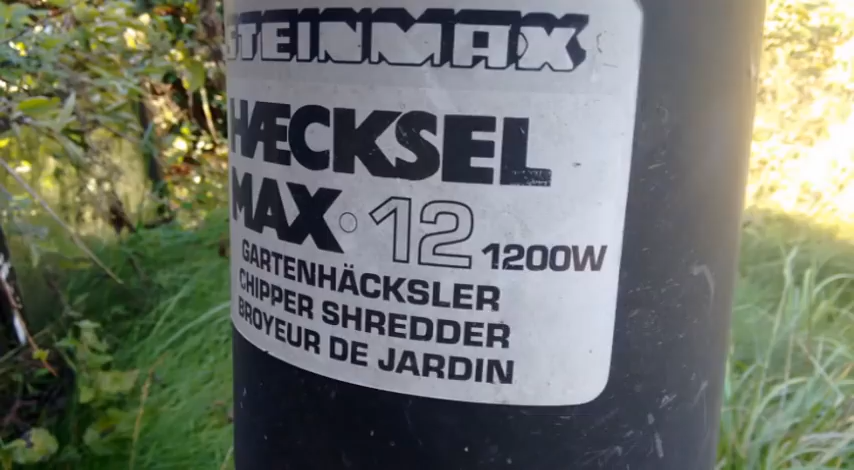 STEINMAX
HÆCKSEL
MAX · 12 1200W
GARTENHÄCKSLER
CHIPPER SHREDDER
BROYEUR DE JARDIN